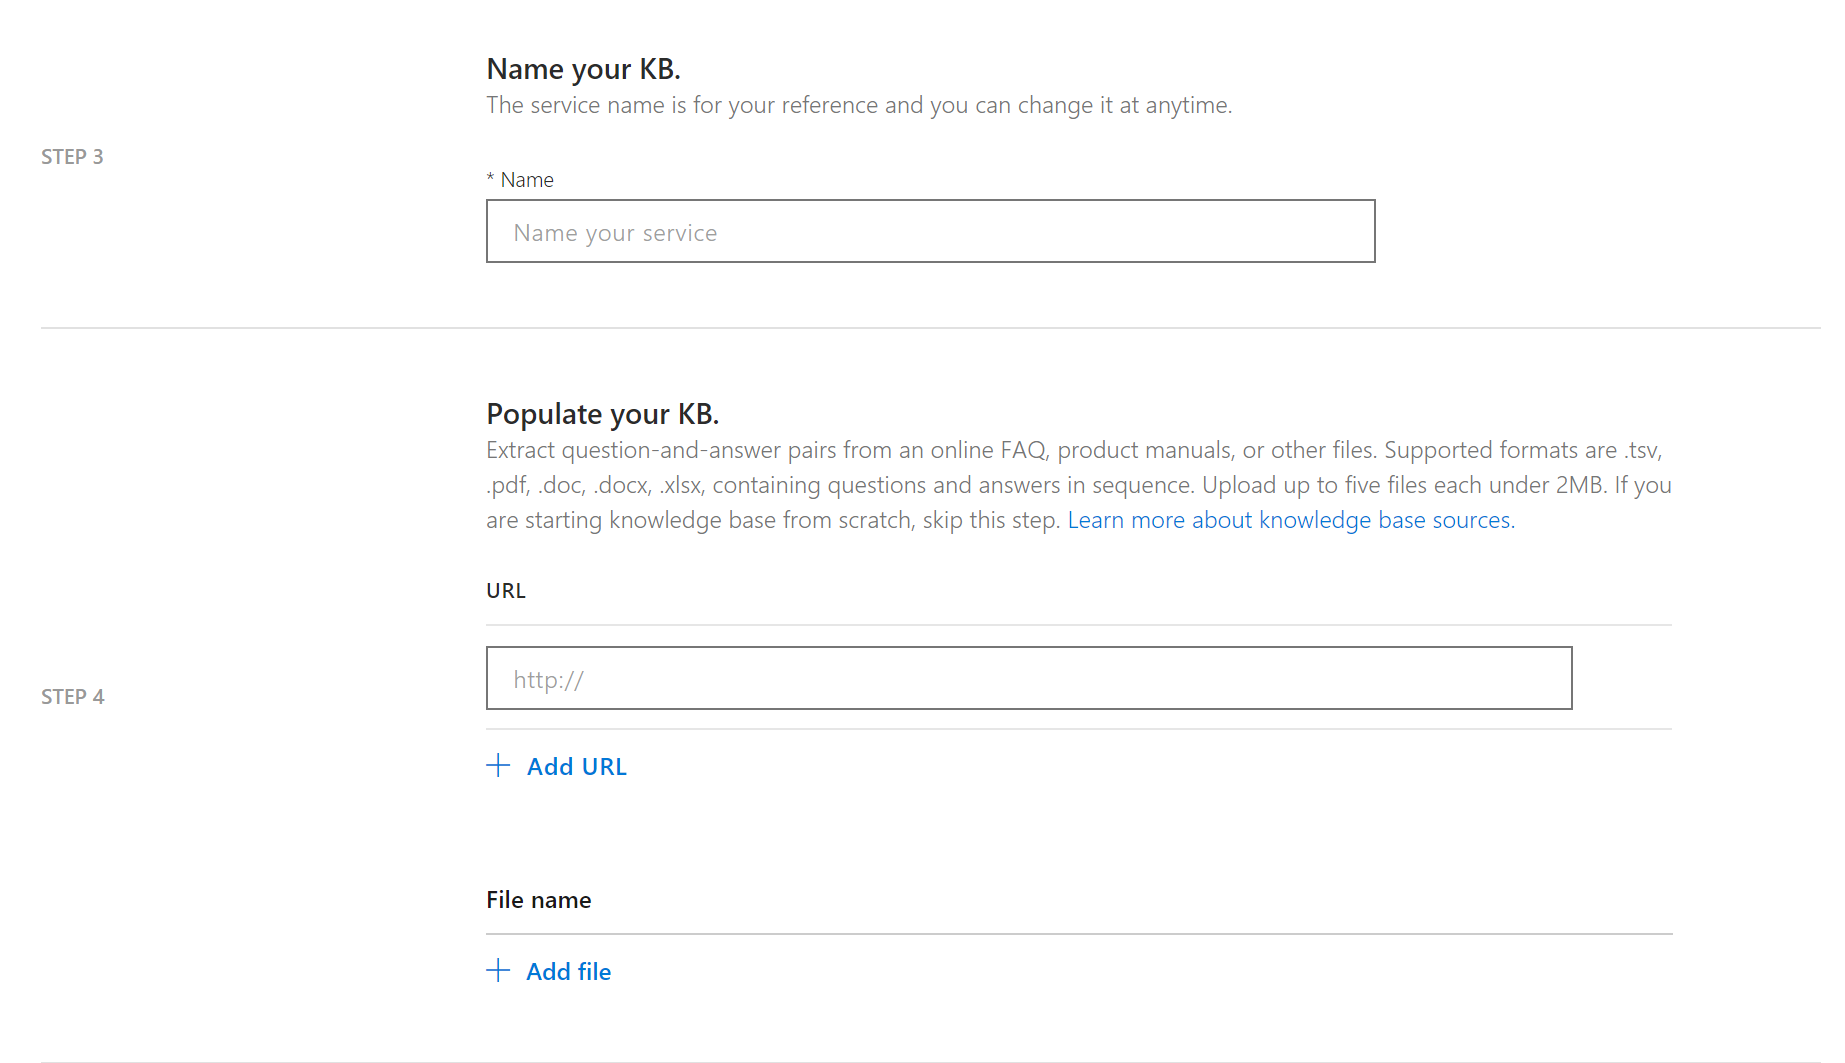 Name your KB.
The service name is for your reference and you can change it at anytime.
STEP 3
* Name
Name your service
Populate your KB.
Extract question-and-answer pairs from an online FAQ, product manuals, or other files. Supported formats are .tsv,
.pdf, .doc, .docx, .xlsx, containing questions and answers in sequence. Upload up to five files each under 2MB. If you
are starting knowledge base from scratch, skip this step. Learn more about knowledge base sources.
URL
http://
STEP 4
Add URL
File name
Add file